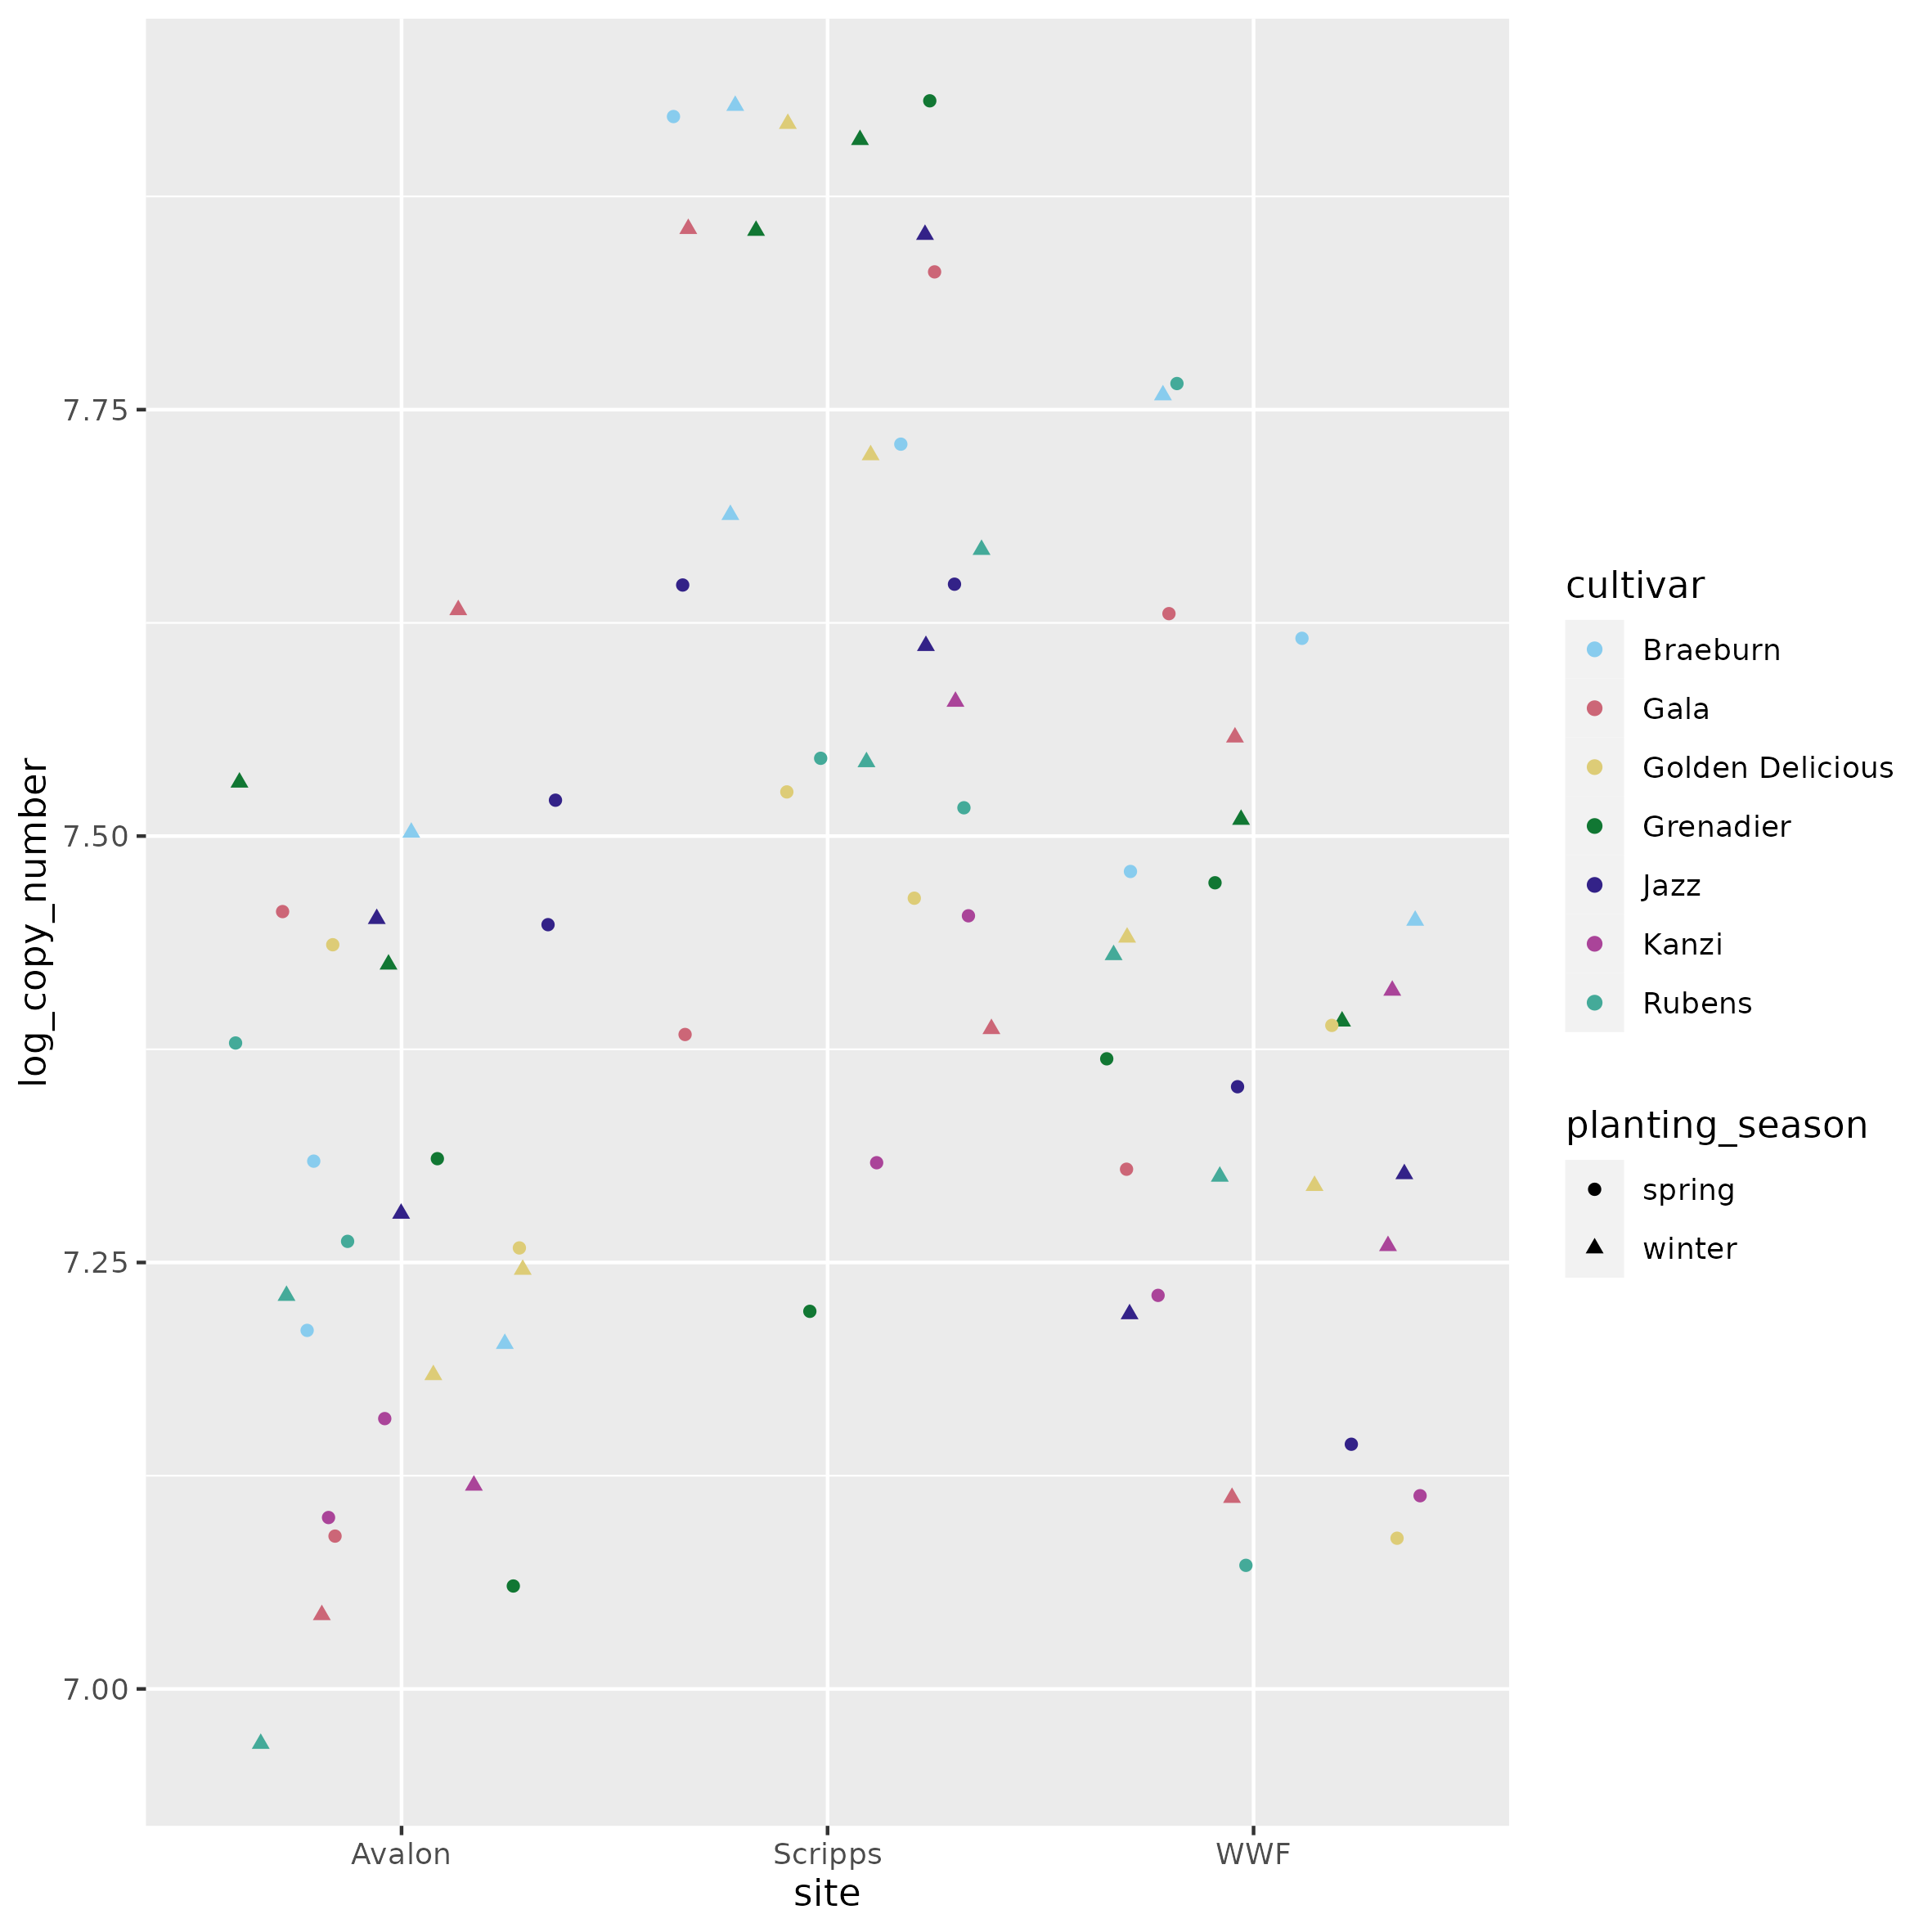 log_copy_number
7.75
7.50
7.25
7.00
Avalon
Scripps
WWF
site
cultivar
Braeburn
Gala
Golden Delicious
Grenadier
Jazz
Kanzi
Rubens
planting_season
spring
winter